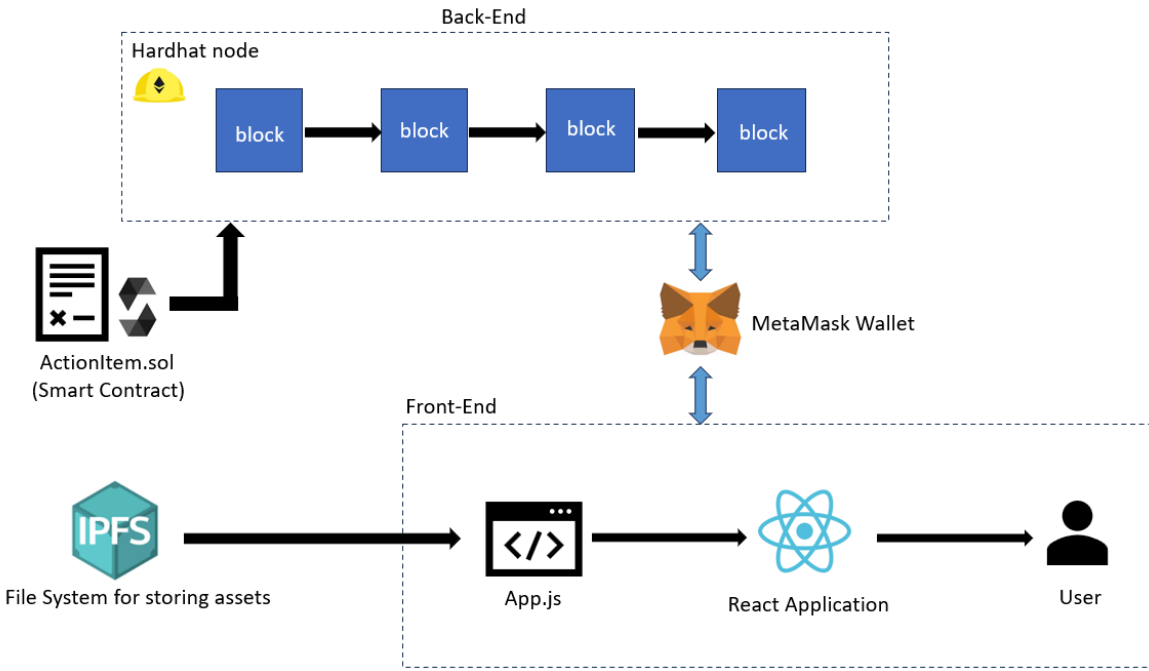 Back-End
Hardhat node
block
block
block
block
ActionItem.sol
(Smart Contract)
MetaMask Wallet
Front-End
IPFS
File System for storing assets
</>
App.js
React Application
User